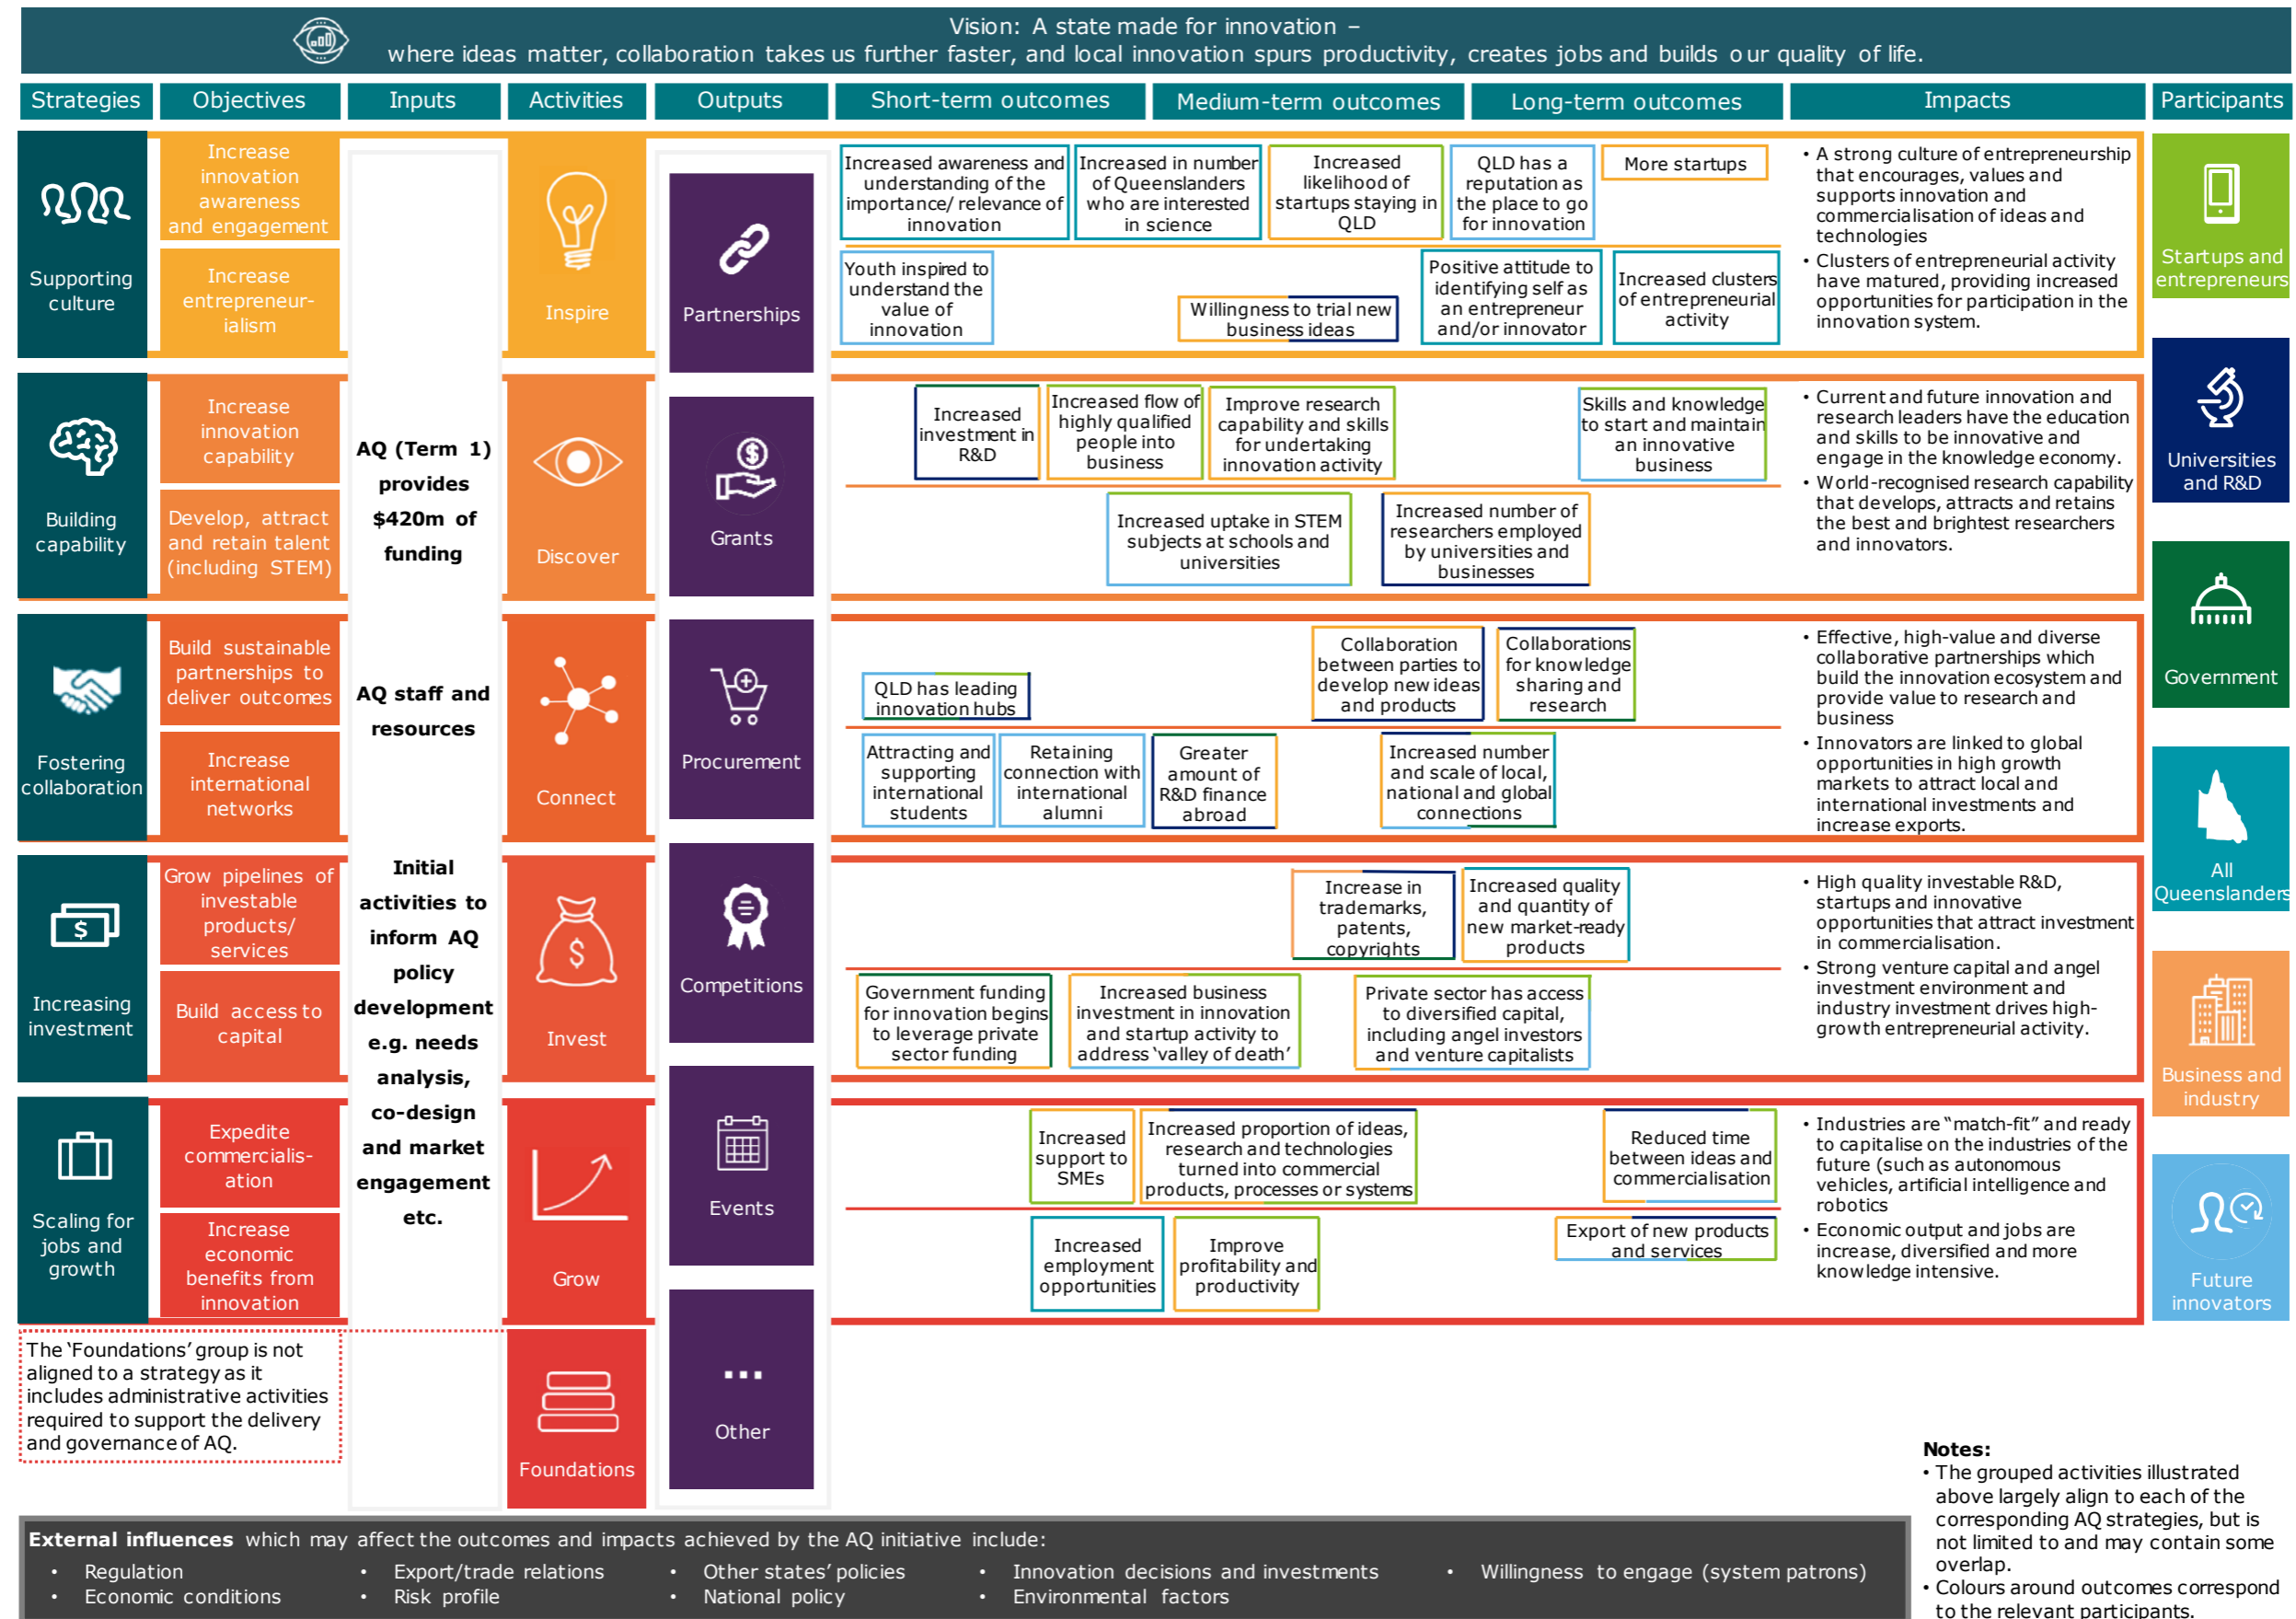 Vision: A state made for innovation –
where ideas matter, collaboration takes us further faster, and local innovation spurs productivity, creates jobs and builds our quality of life.
Strategies
Objectives
Inputs
Activities
Outputs
Short-term outcomes
Medium-term outcomes
Long-term outcomes
Impacts
Participants
Supporting
culture
Increase
innovation
awareness
and engagement
Increase
entrepreneur-
ialism
Inspire
Increased awareness and
understanding of the
importance/ relevance of
innovation
Increased in number
of Queenslanders
who are interested
in science
Increased
likelihood of
startups staying in
QLD
QLD has a
reputation as
the place to go
for innovation
More startups
Youth inspired to
understand the
value of
innovation
Willingness to trial new
business ideas
Positive attitude to
identifying self as
an entrepreneur
and/or innovator
Increased clusters
of entrepreneurial
activity
• A strong culture of entrepreneurship
that encourages, values and
supports innovation and
commercialisation of ideas and
technologies
• Clusters of entrepreneurial activity
have matured, providing increased
opportunities for participation in the
innovation system.
Building
capability
Increase
innovation
capability
Develop, attract
and retain talent
(including STEM)
Discover
Increased
investment in
R&D
Increased flow of
highly qualified
people into
business
Improve research
capability and skills
for undertaking
innovation activity
Skills and knowledge
to start and maintain
an innovative
business
Increased uptake in STEM
subjects at schools and
universities
Increased number of
researchers employed
by universities and
businesses
• Current and future innovation and
research leaders have the education
and skills to be innovative and
engage in the knowledge economy.
• World-recognised research capability
that develops, attracts and retains
the best and brightest researchers
and innovators.
Fostering
collaboration
Build sustainable
partnerships to
deliver outcomes
Increase
international
networks
Connect
QLD has leading
innovation hubs
Collaboration
between parties to
develop new ideas
and products
Collaborations
for knowledge
sharing and
research
Attracting and
supporting
international
students
Retaining
connection with
international
alumni
Greater
amount of
R&D finance
abroad
Increased number
and scale of local,
national and global
connections
• Effective, high-value and diverse
collaborative partnerships which
build the innovation ecosystem and
provide value to research and
business
• Innovators are linked to global
opportunities in high growth
markets to attract local and
international investments and
increase exports.
Increasing
investment
Grow pipelines of
investable
products/
services
Build access to
capital
Invest
Increase in
trademarks,
patents,
copyrights
Increased quality
and quantity of
new market-ready
products
Government funding
for innovation begins
to leverage private
sector funding
Increased business
investment in innovation
and startup activity to
address ‘valley of death’
Private sector has access
to diversified capital,
including angel investors
and venture capitalists
• High quality investable R&D,
startups and innovative
opportunities that attract investment
in commercialisation.
• Strong venture capital and angel
investment environment and
industry investment drives high-
growth entrepreneurial activity.
Scaling for
jobs and
growth
Expedite
commercialis-
ation
Increase
economic
benefits from
innovation
Grow
Increased
support to
SMEs
Increased proportion of ideas,
research and technologies
turned into commercial
products, processes or systems
Reduced time
between ideas and
commercialisation
Increased
employment
opportunities
Improve
profitability and
productivity
Export of new products
and services
• Industries are “match-fit” and ready
to capitalise on the industries of the
future (such as autonomous
vehicles, artificial intelligence and
robotics
• Economic output and jobs are
increase, diversified and more
knowledge intensive.
AQ (Term 1)
provides
$420m of
funding
AQ staff and
resources
Initial
activities to
inform AQ
policy
development
e.g. needs
analysis,
co-design
and market
engagement
etc.
Partnerships
Grants
Procurement
Competitions
Events
Other
Startups and
entrepreneurs
Universities
and R&D
Government
All
Queenslanders
Business and
industry
Future
innovators
The ‘Foundations’ group is not
aligned to a strategy as it
includes administrative activities
required to support the delivery
and governance of AQ.
Foundations
Notes:
• The grouped activities illustrated
above largely align to each of the
corresponding AQ strategies, but is
not limited to and may contain some
overlap.
• Colours around outcomes correspond
to the relevant participants.
External influences which may affect the outcomes and impacts achieved by the AQ initiative include:
• Regulation
• Economic conditions
• Export/trade relations
• Risk profile
• Other states’ policies
• National policy
• Innovation decisions and investments
• Environmental factors
• Willingness to engage (system patrons)